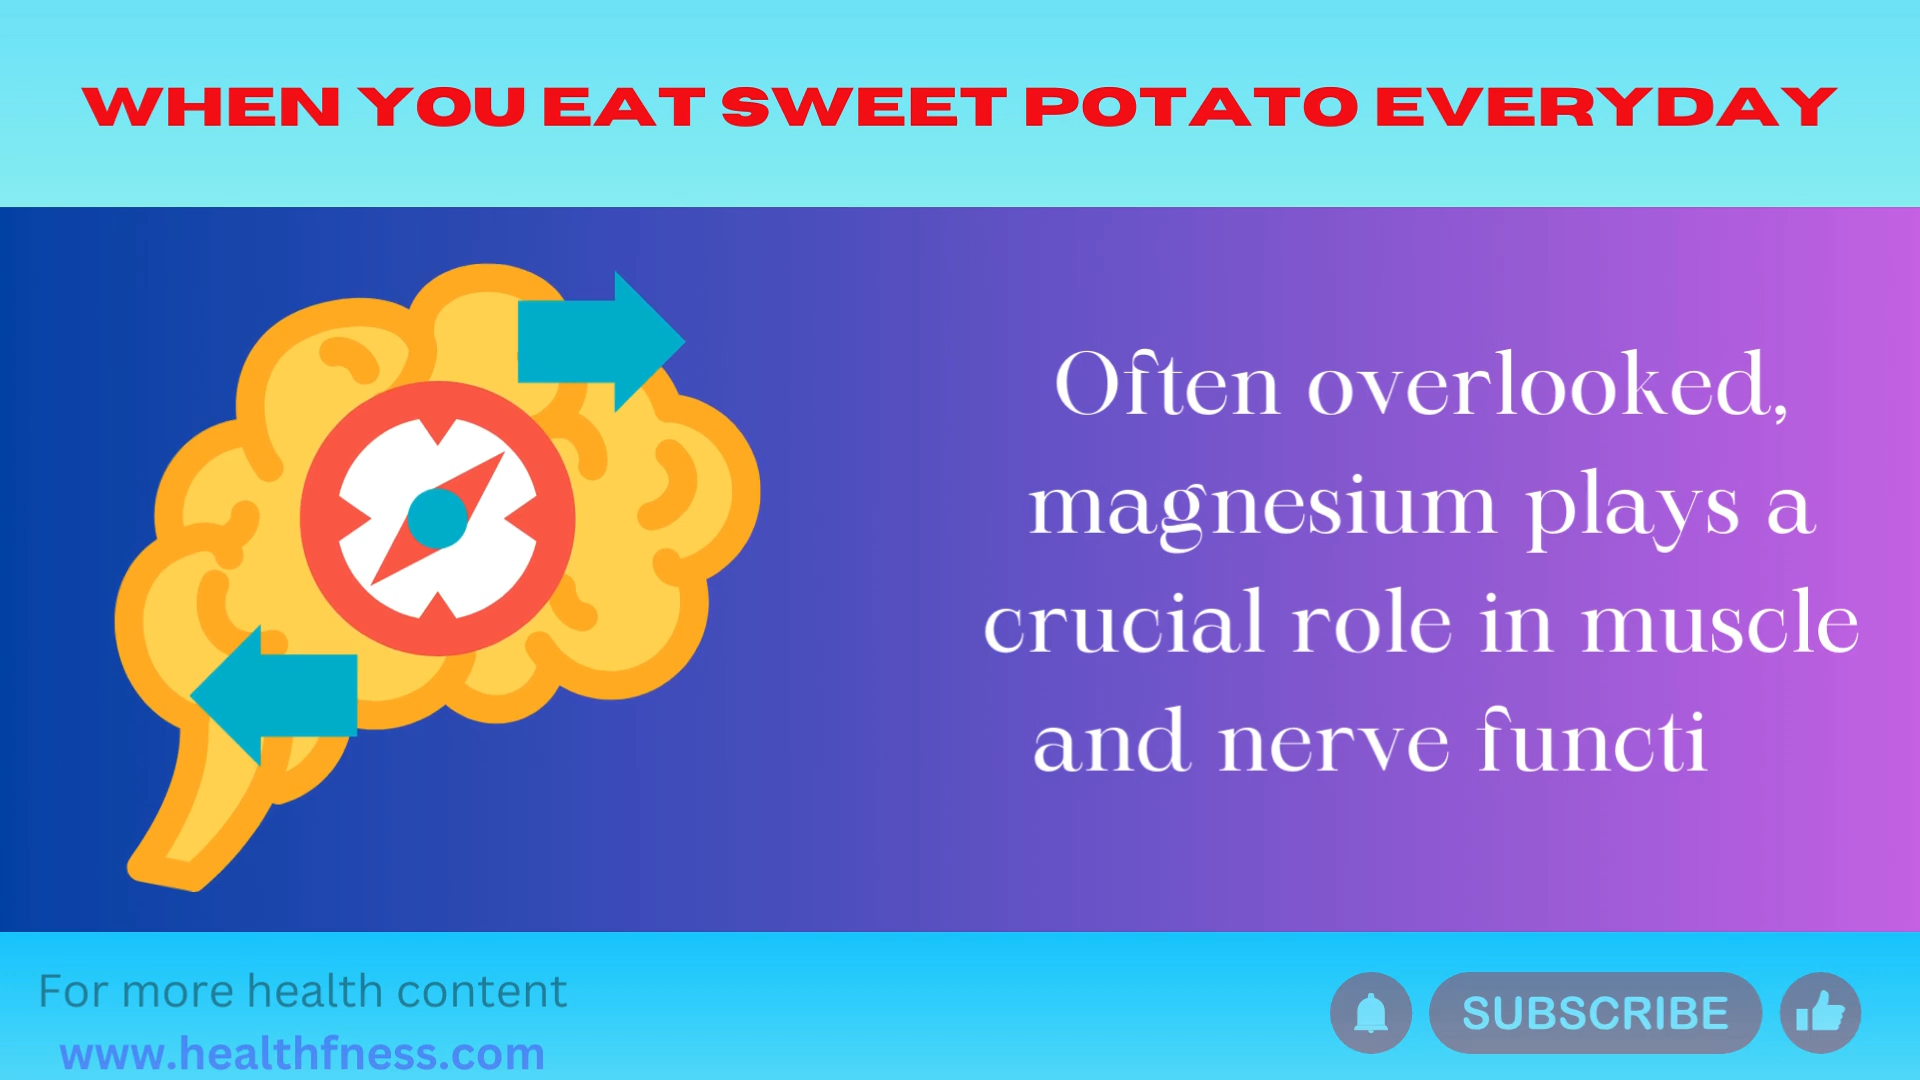 WHEN YOU EAT SWEET POTATO EVERYDAY
Often overlooked,
magnesium plays a
crucial role in muscle
and nerve functi
For more health content
www.healthfness.com
SUBSCRIBE